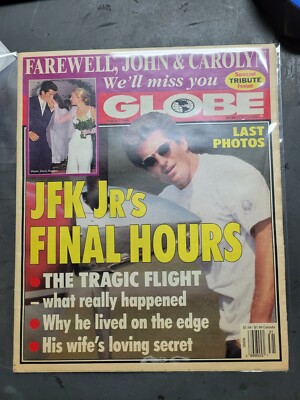 FAREWELL, JOHN & CAROLYN
We'll miss you
Special
TRIBUTE
Issue
GLOBE
LAST
PHOTOS
JFK JR's
FINAL HOURS
• THE TRAGIC FLIGHT
– what really happened
• Why he lived on the edge
• His wife's loving secret